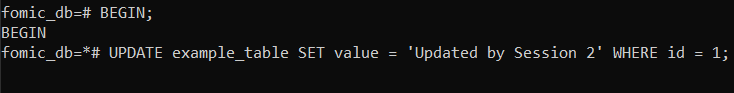 fomic_db=# BEGIN;
BEGIN
fomic_db=*# UPDATE example_table SET value = 'Updated by Session 2' WHERE id = 1;